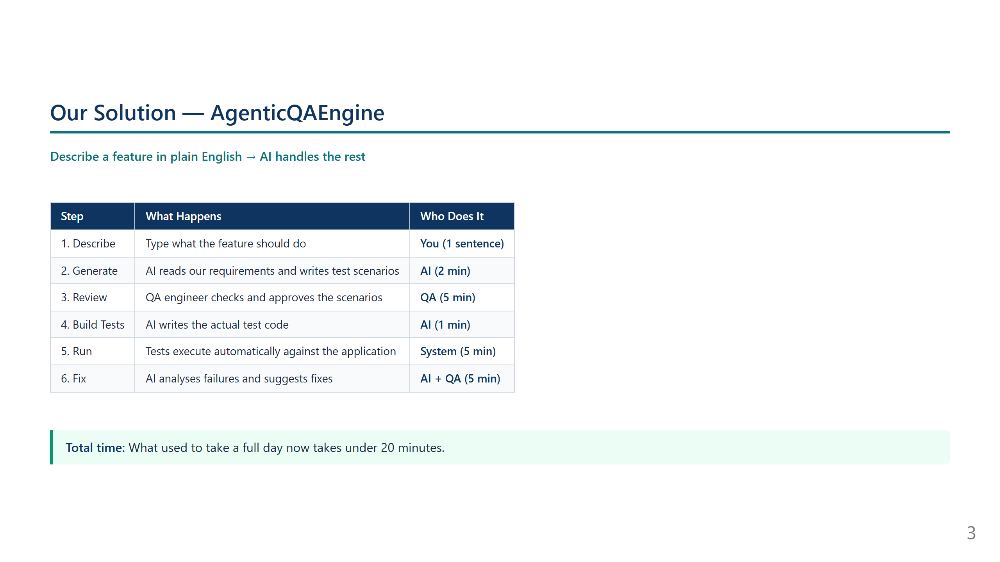 Our Solution — AgenticQAEngine
Describe a feature in plain English → AI handles the rest
Step What Happens Who Does It
1. Describe Type what the feature should do You (1 sentence)
2. Generate AI reads our requirements and writes test scenarios AI (2 min)
3. Review QA engineer checks and approves the scenarios QA (5 min)
4. Build Tests AI writes the actual test code AI (1 min)
5. Run Tests execute automatically against the application System (5 min)
6. Fix AI analyses failures and suggests fixes AI + QA (5 min)
Total time: What used to take a full day now takes under 20 minutes.
3